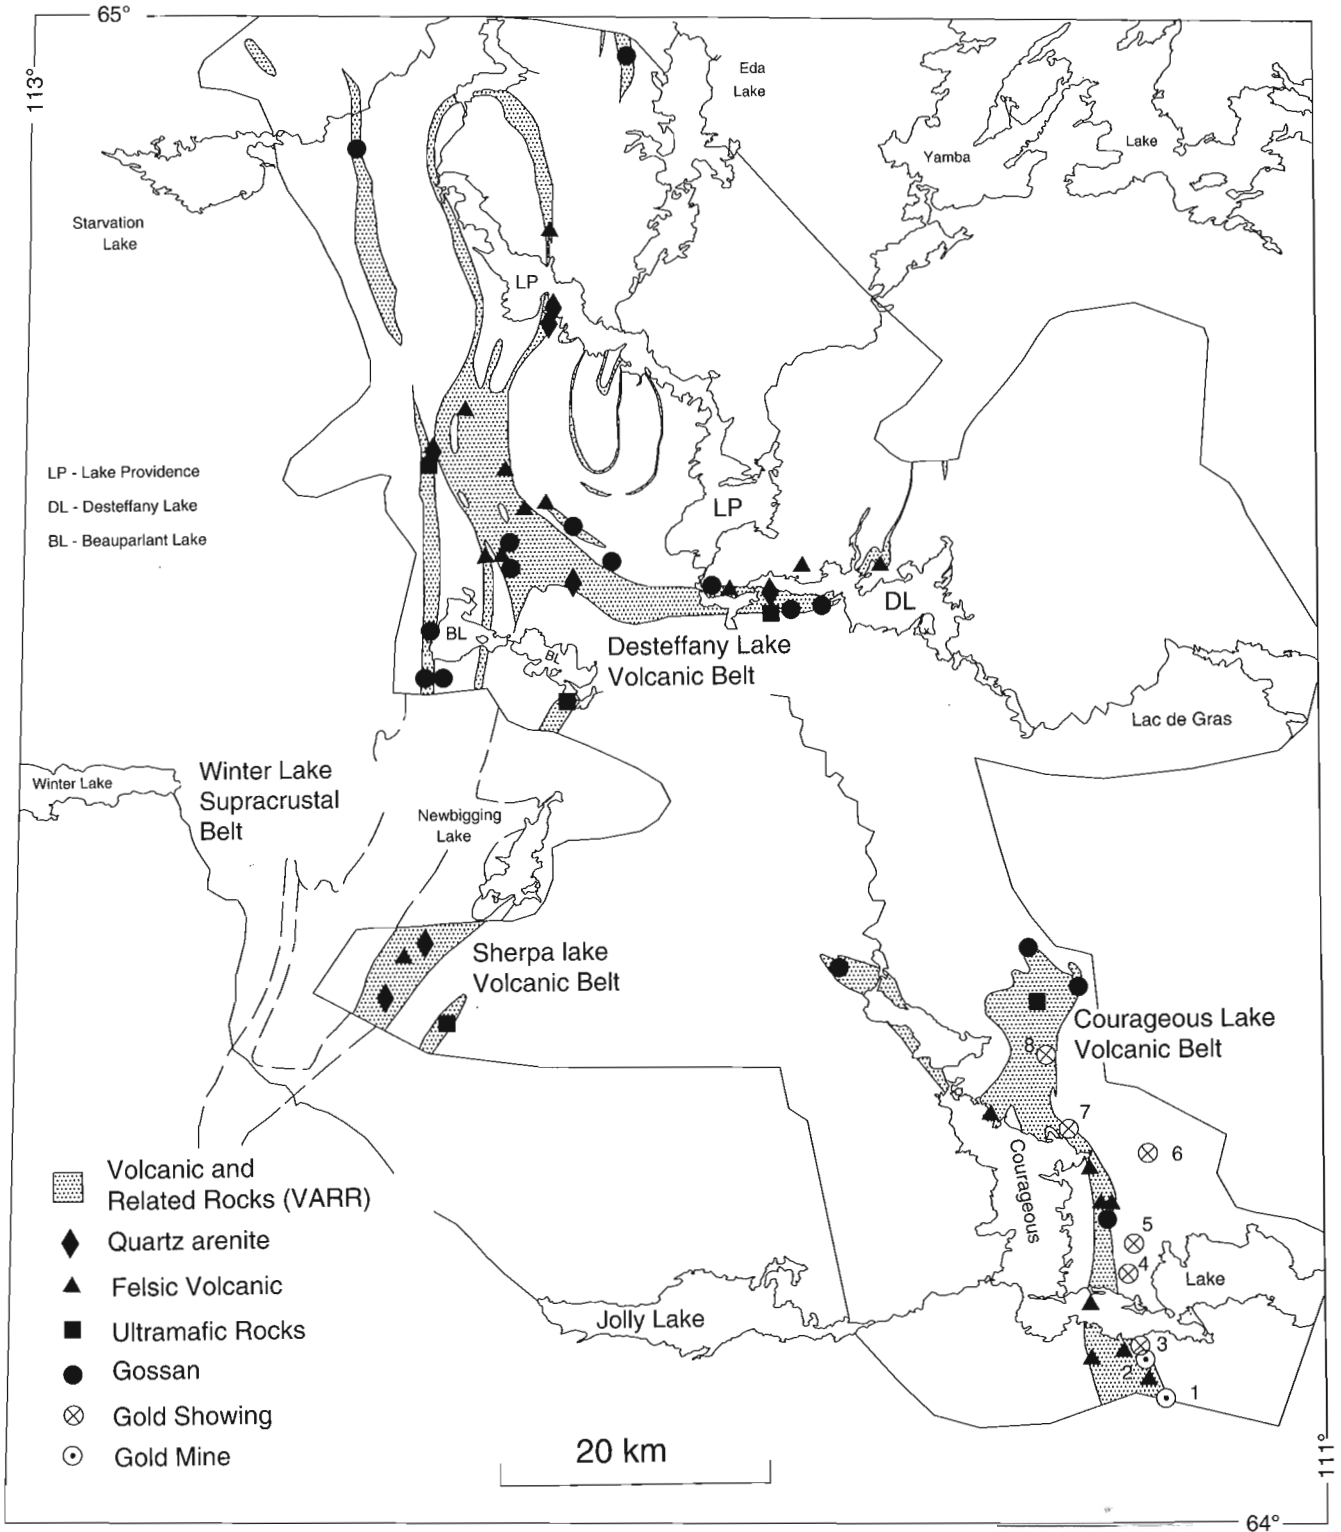 65°
113°
Eda
Lake
Yamba
Lake
Starvation
Lake
LP
LP - Lake Providence
DL - Desteffany Lake
BL - Beauparlant Lake
LP
DL
BL
BL
Desteffany Lake
Volcanic Belt
Lac de Gras
Winter Lake
Winter Lake
Supracrustal
Belt
Newbigging
Lake
Sherpa lake
Volcanic Belt
Courageous Lake
Volcanic Belt
8
7
6
Courageous
5
4
Lake
Jolly Lake
3
2
1
Volcanic and
Related Rocks (VARR)
Quartz arenite
Felsic Volcanic
Ultramafic Rocks
Gossan
Gold Showing
Gold Mine
20 km
111°
64°